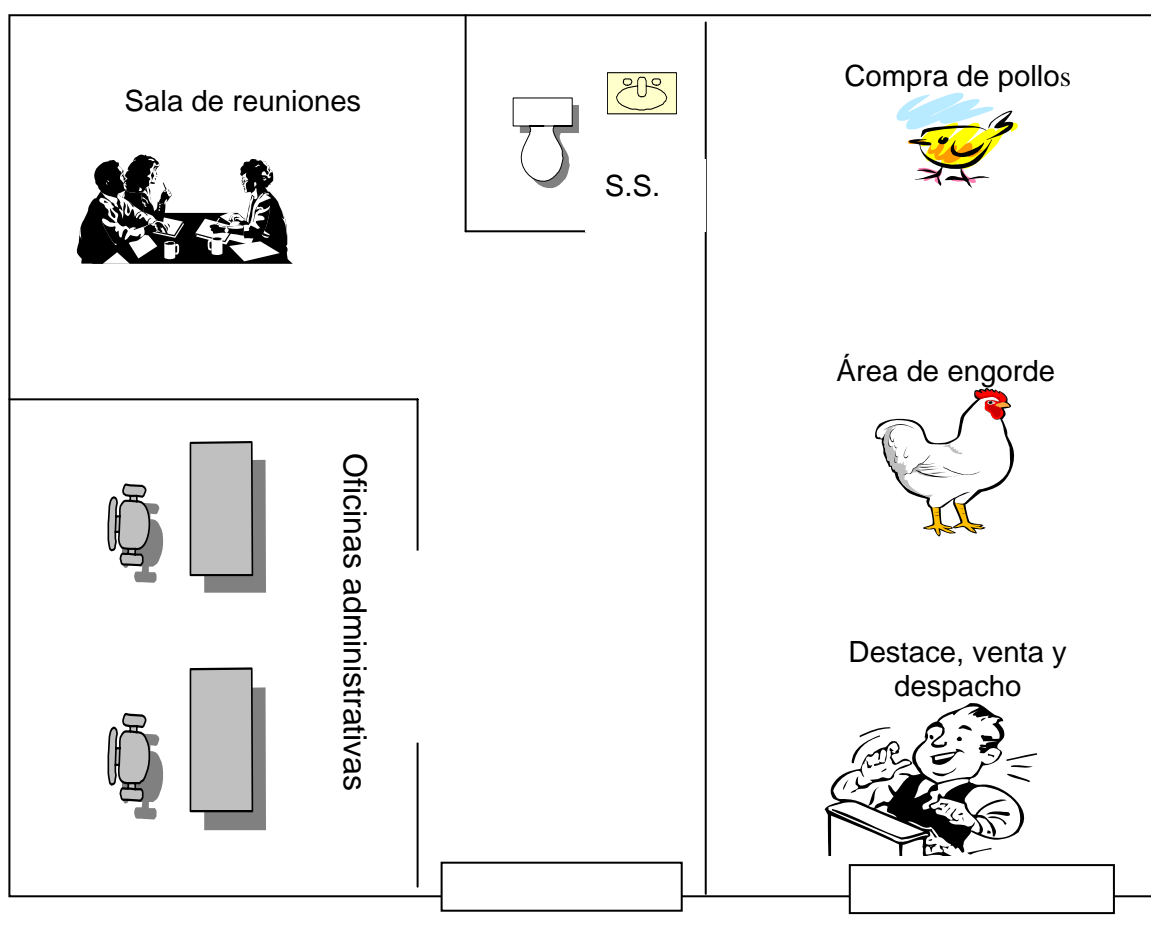 Sala de reuniones
S.S.
Compra de pollos
Área de engorde
Oficinas administrativas
Destace, venta y
despacho